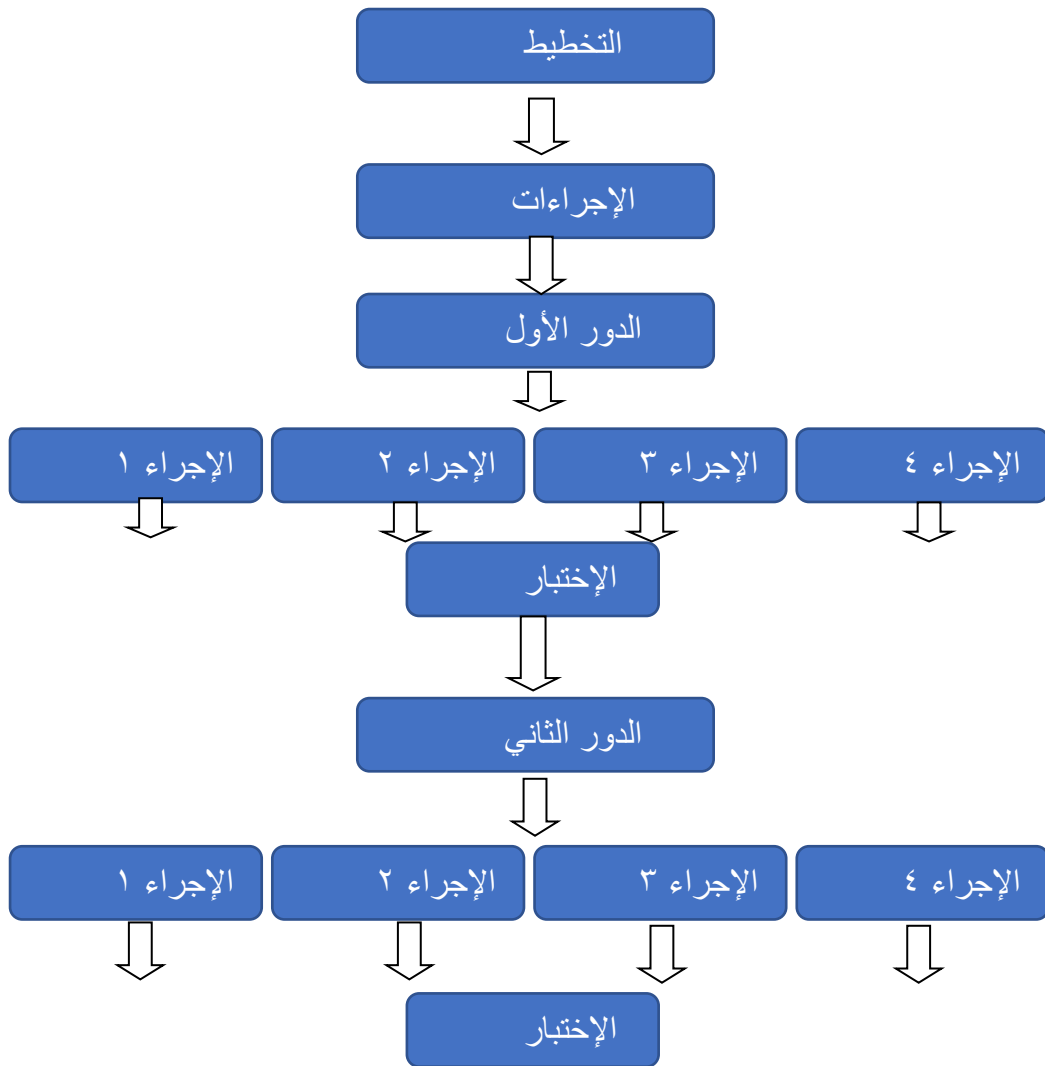 التخطيط
الإجراءات
الدور الأول
الإجراء ١
الإجراء ٢
الإجراء ٣
الإجراء ٤
الإختبار
الدور الثاني
الإجراء ١
الإجراء ٢
الإجراء ٣
الإجراء ٤
الإختبار